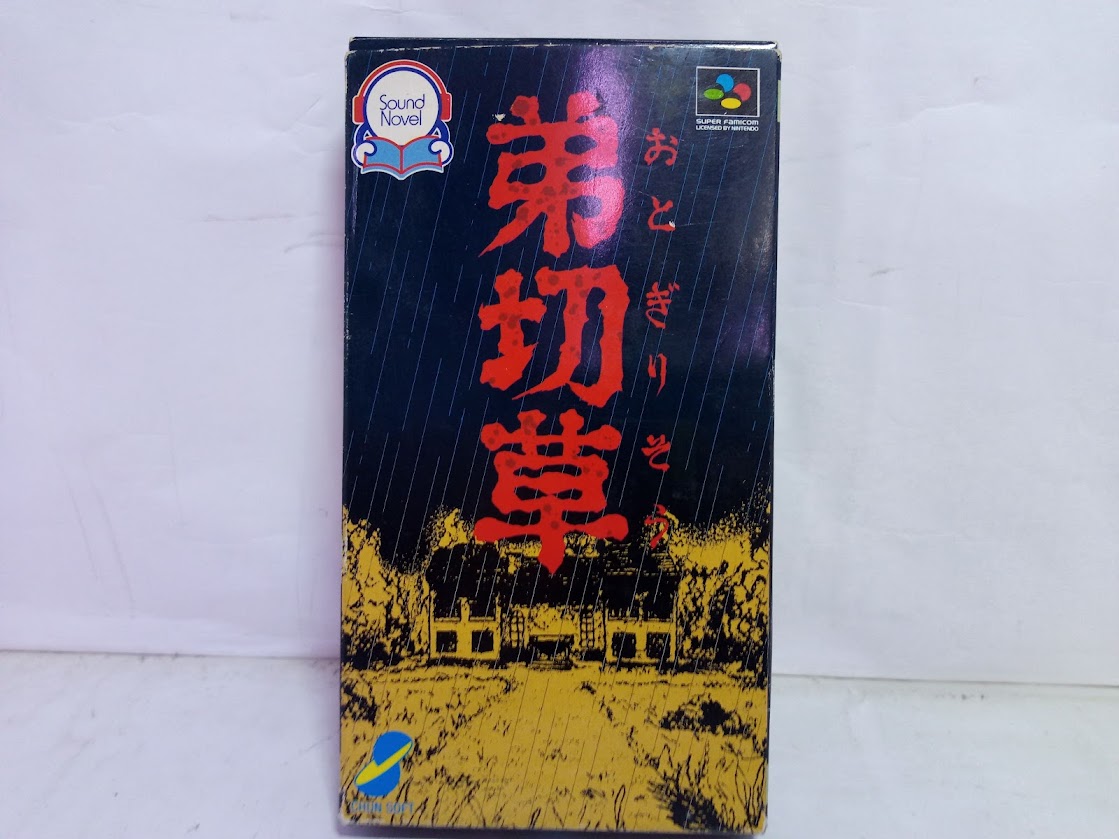 Sound
Novel
SUPER FAMICOM
LICENSED BY NINTENDO
おとぎりそう
弟切草
CHUN SOFT